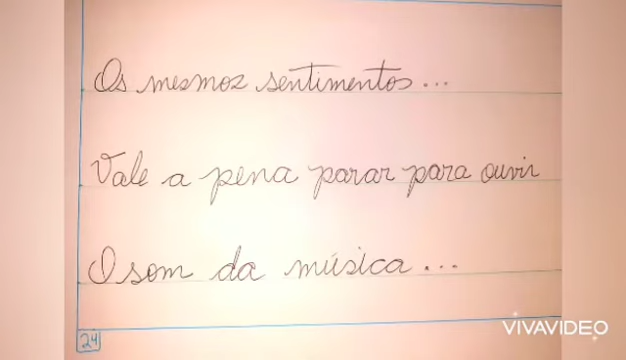 Os mesmos sentimentos...
Vale a pena parar para ouvir
O som da música...
24
VIVAVIDEO